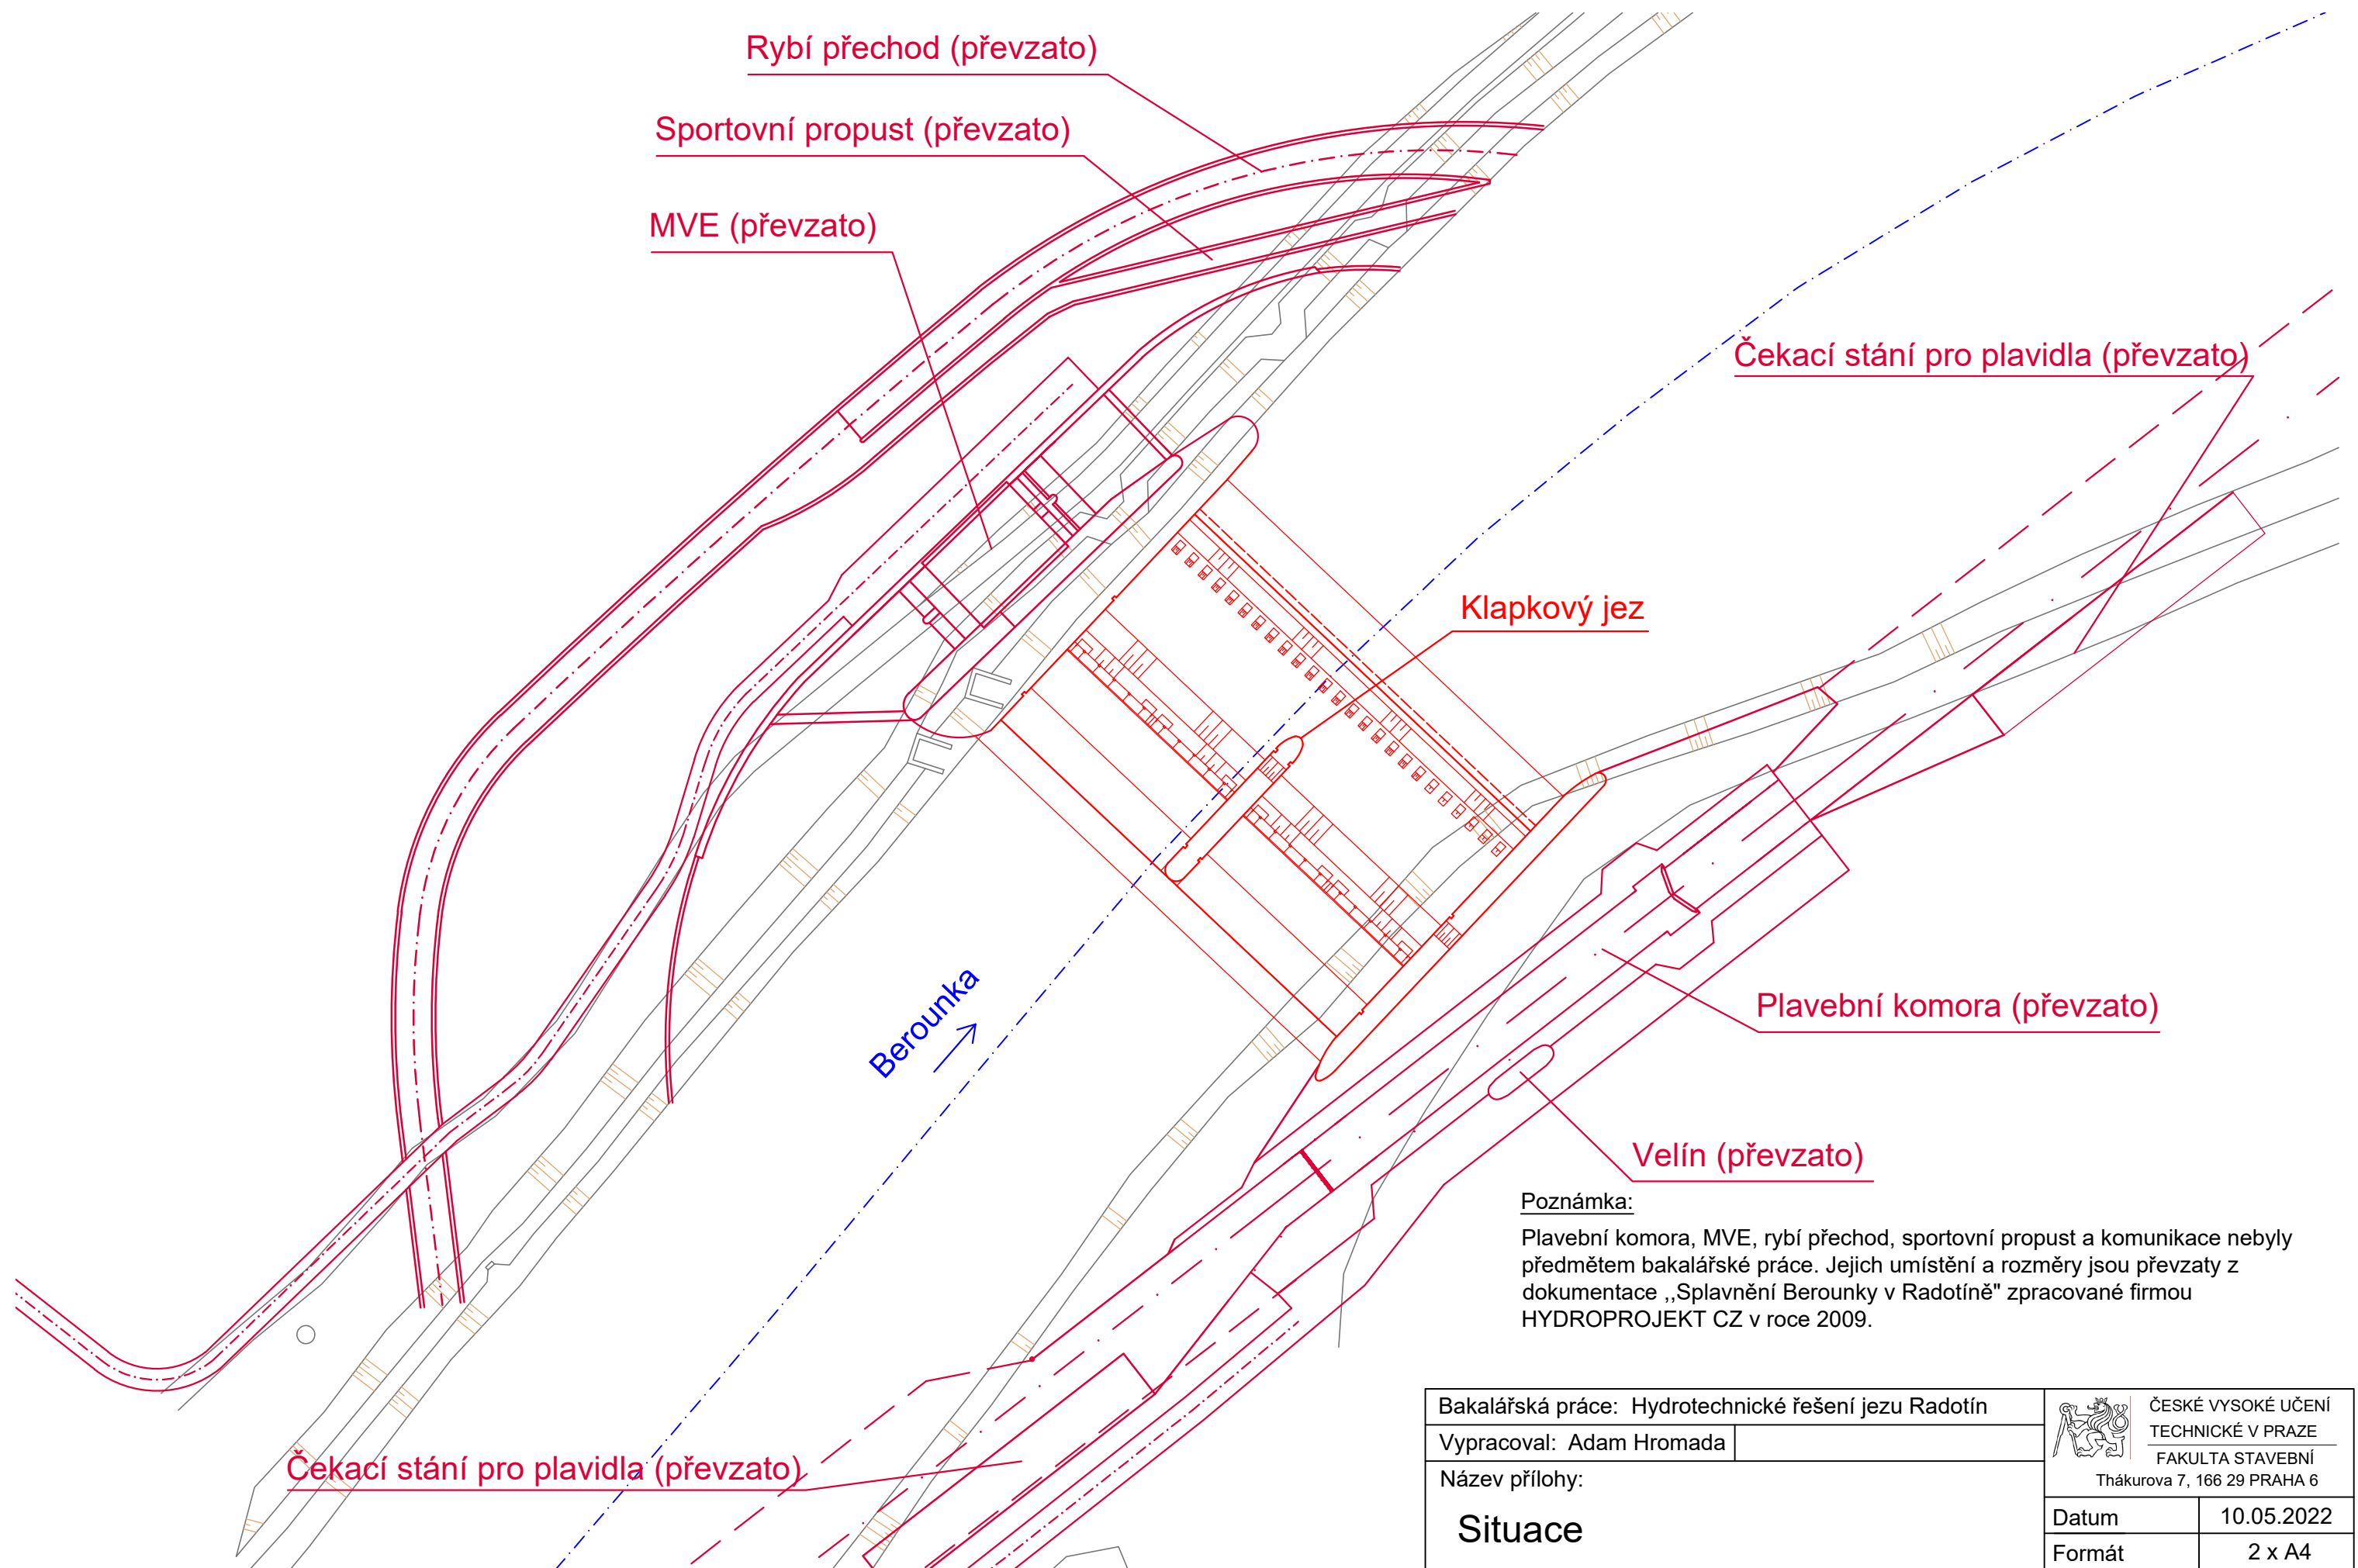 Rybí přechod (převzato)
Sportovní propust (převzato)
MVE (převzato)
Čekací stání pro plavidla (převzato)
Klapkový jez
Berounka
Plavební komora (převzato)
Velín (převzato)
Poznámka:
Plavební komora, MVE, rybí přechod, sportovní propust a komunikace nebyly
předmětem bakalářské práce. Jejich umístění a rozměry jsou převzaty z
dokumentace ,,Splavnění Berounky v Radotíně" zpracované firmou
HYDROPROJEKT CZ v roce 2009.
Čekací stání pro plavidla (převzato)
Bakalářská práce: Hydrotechnické řešení jezu Radotín
Vypracoval: Adam Hromada
Název přílohy:
Situace
ČESKÉ VYSOKÉ UČENÍ
TECHNICKÉ V PRAZE
FAKULTA STAVEBNÍ
Thákurova 7, 166 29 PRAHA 6
Datum 10.05.2022
Formát 2 x A4